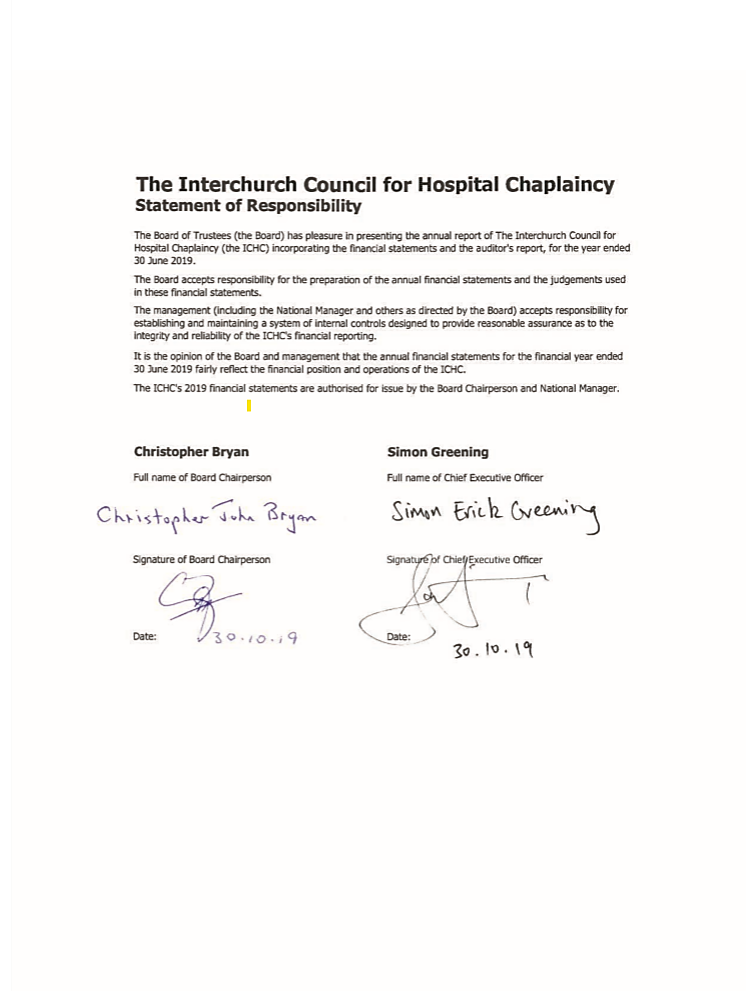 The Interchurch Council for Hospital Chaplaincy
Statement of Responsibility
The Board of Trustees (the Board) has pleasure in presenting the annual report of The Interchurch Council for
Hospital Chaplaincy (the ICHC) incorporating the financial statements and the auditor's report, for the year ended
30 June 2019.
The Board accepts responsibility for the preparation of the annual financial statements and the judgements used
in these financial statements.
The management (including the National Manager and others as directed by the Board) accepts responsibility for
establishing and maintaining a system of internal controls designed to provide reasonable assurance as to the
integrity and reliability of the ICHC's financial reporting.
It is the opinion of the Board and management that the annual financial statements for the financial year ended
30 June 2019 fairly reflect the financial position and operations of the ICHC.
The ICHC's 2019 financial statements are authorised for issue by the Board Chairperson and National Manager.
Christopher Bryan Simon Greening
Full name of Board Chairperson Full name of Chief Executive Officer
Christopher John Bryan Simon Erick Greening
Signature of Board Chairperson Signature of Chief Executive Officer
Date: 30.10.19 Date:
30.10.19